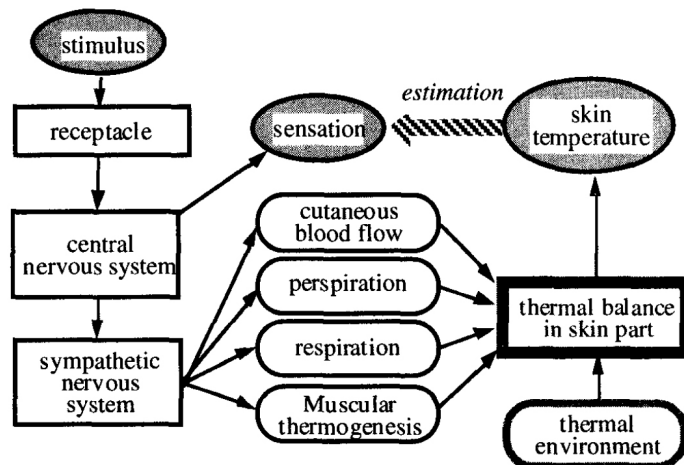 stimulus
receptacle
central
nervous system
sympathetic
nervous
system
sensation
estimation
skin
temperature
cutaneous
blood flow
perspiration
respiration
Muscular
thermogenesis
thermal balance
in skin part
thermal
environment